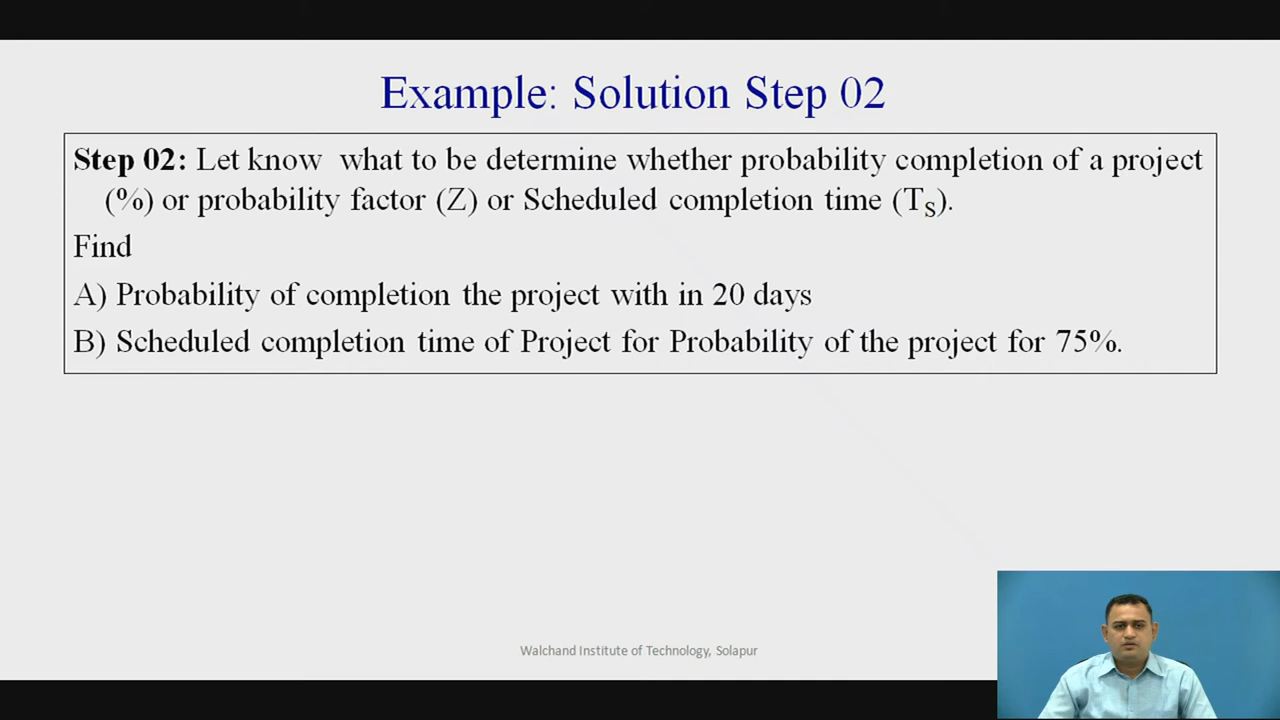 Example: Solution Step 02
Step 02: Let know what to be determine whether probability completion of a project
(%) or probability factor (Z) or Scheduled completion time (TS).
Find
A) Probability of completion the project with in 20 days
B) Scheduled completion time of Project for Probability of the project for 75%.
Walchand Institute of Technology, Solapur